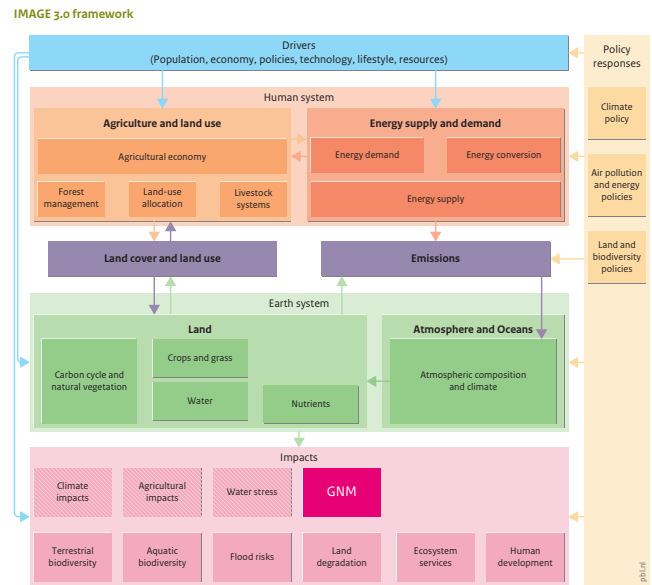 IMAGE 3.0 framework
Drivers
(Population, economy, policies, technology, lifestyle, resources)
Policy
responses
Human system
Agriculture and land use
Energy supply and demand
Climate
policy
Agricultural economy
Energy demand
Energy conversion
Air pollution
and energy
policies
Forest
management
Land-use
allocation
Livestock
systems
Energy supply
Land cover and land use
Emissions
Land and
biodiversity
policies
Earth system
Land
Atmosphere and Oceans
Carbon cycle and
natural vegetation
Crops and grass
Water
Nutrients
Atmospheric composition
and climate
Impacts
Climate
impacts
Agricultural
impacts
Water stress
GNM
Terrestrial
biodiversity
Aquatic
biodiversity
Flood risks
Land
degradation
Ecosystem
services
Human
development
pbl.nl